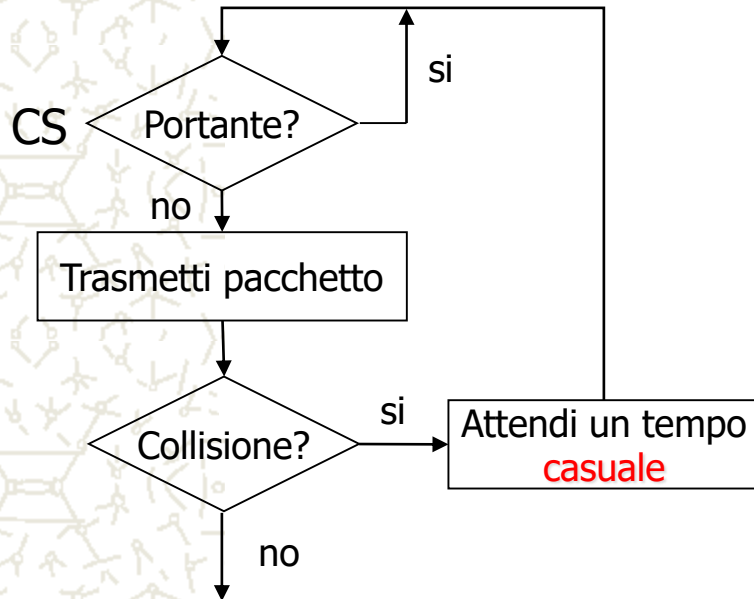 si
CS
Portante?
no
Trasmetti pacchetto
Collisione?
si
Attendi un tempo
casuale
no